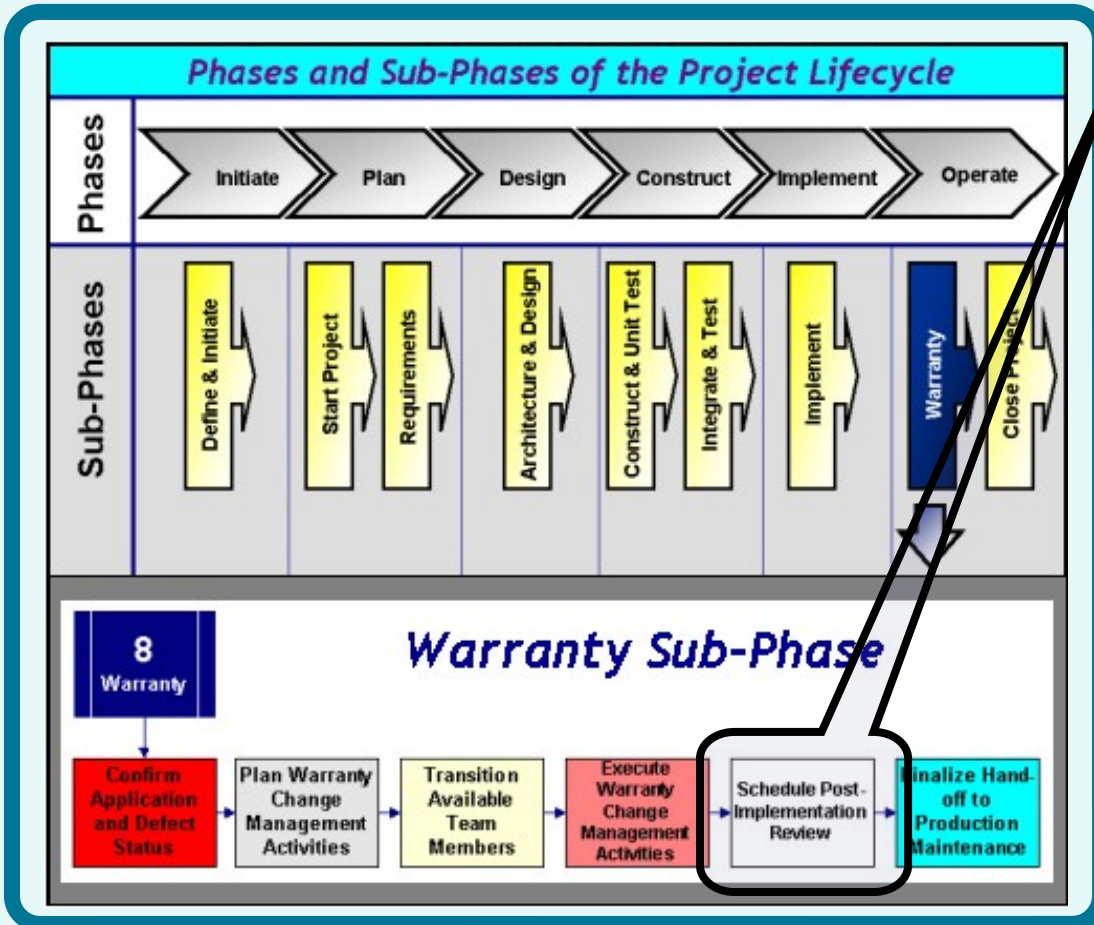 Phases and Sub-Phases of the Project Lifecycle
Phases
Initiate
Plan
Design
Construct
Implement
Operate
Sub-Phases
Define & Initiate
Start Project
Requirements
Architecture & Design
Construct & Unit Test
Integrate & Test
Implement
Warranty
Close Project
8
Warranty
Warranty Sub-Phase
Confirm
Application
and Defect
Status
Plan Warranty
Change
Management
Activities
Transition
Available
Team
Members
Execute
Warranty
Change
Management
Activities
Schedule Post-
Implementation
Review
Finalize Hand-
off to
Production
Maintenance